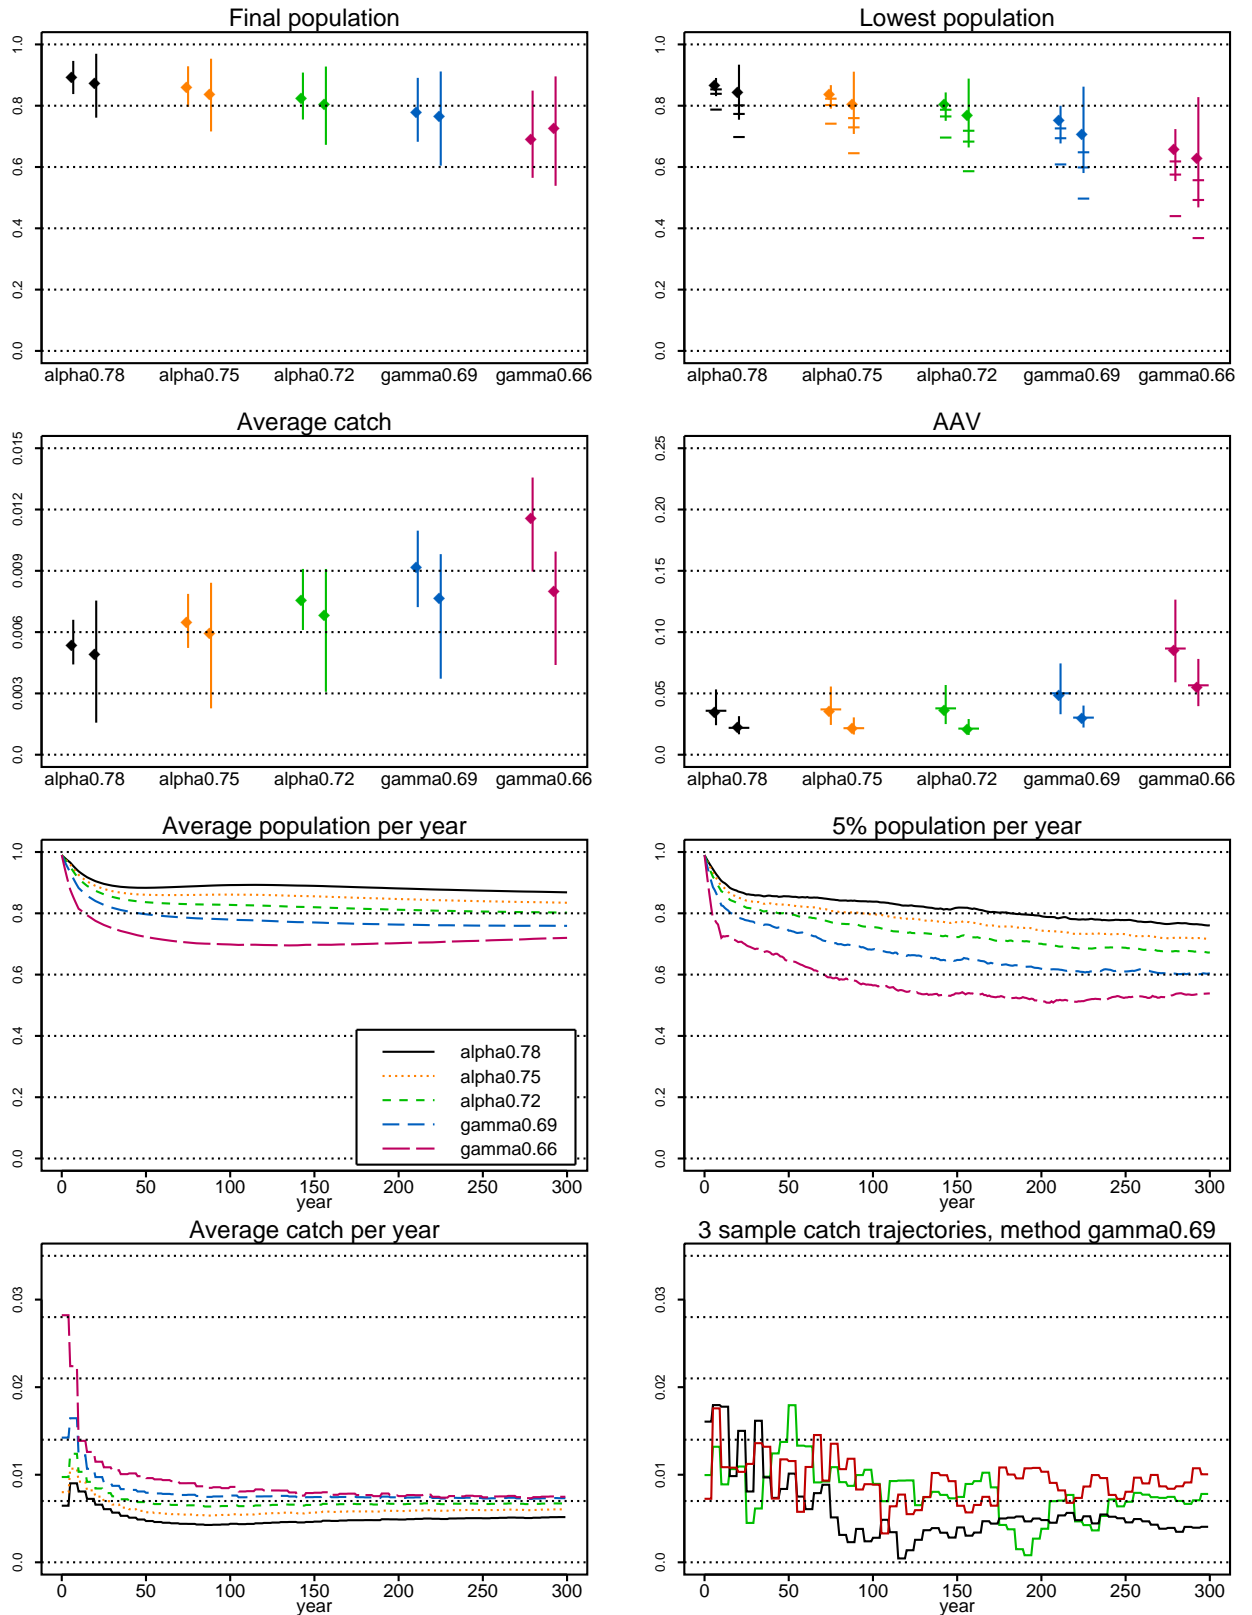 Final population
1.0
0.8
0.6
0.4
0.2
0.0
alpha0.78 alpha0.75 alpha0.72 gamma0.69 gamma0.66
Lowest population
1.0
0.8
0.6
0.4
0.2
0.0
alpha0.78 alpha0.75 alpha0.72 gamma0.69 gamma0.66
Average catch
0.015
0.012
0.009
0.006
0.003
0.0
alpha0.78 alpha0.75 alpha0.72 gamma0.69 gamma0.66
AAV
0.25
0.20
0.15
0.10
0.05
0.0
alpha0.78 alpha0.75 alpha0.72 gamma0.69 gamma0.66
Average population per year
1.0
0.8
0.6
0.4
0.2
0.0
alpha0.78
alpha0.75
alpha0.72
gamma0.69
gamma0.66
0 50 100 150 200 250 300
year
5% population per year
1.0
0.8
0.6
0.4
0.2
0.0
0 50 100 150 200 250 300
year
Average catch per year
0.03
0.02
0.01
0.0
0 50 100 150 200 250 300
year
3 sample catch trajectories, method gamma0.69
0.03
0.02
0.01
0.0
0 50 100 150 200 250 300
year